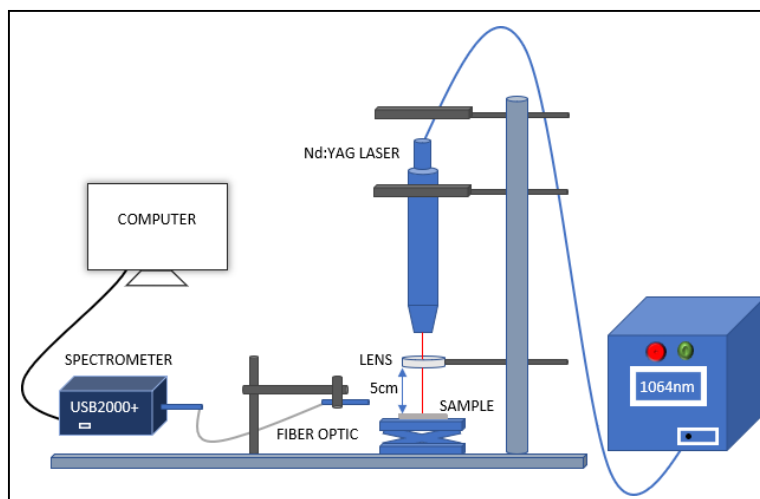 Nd:YAG LASER
COMPUTER
SPECTROMETER
USB2000+
FIBER OPTIC
LENS
5cm
SAMPLE
1064nm